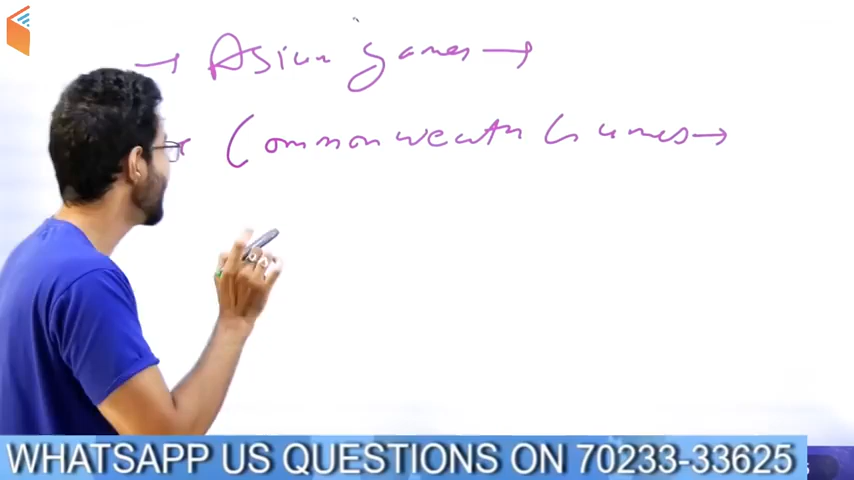 → Asian games →
Commonwealth Games →
WHATSAPP US QUESTIONS ON 70233-33625